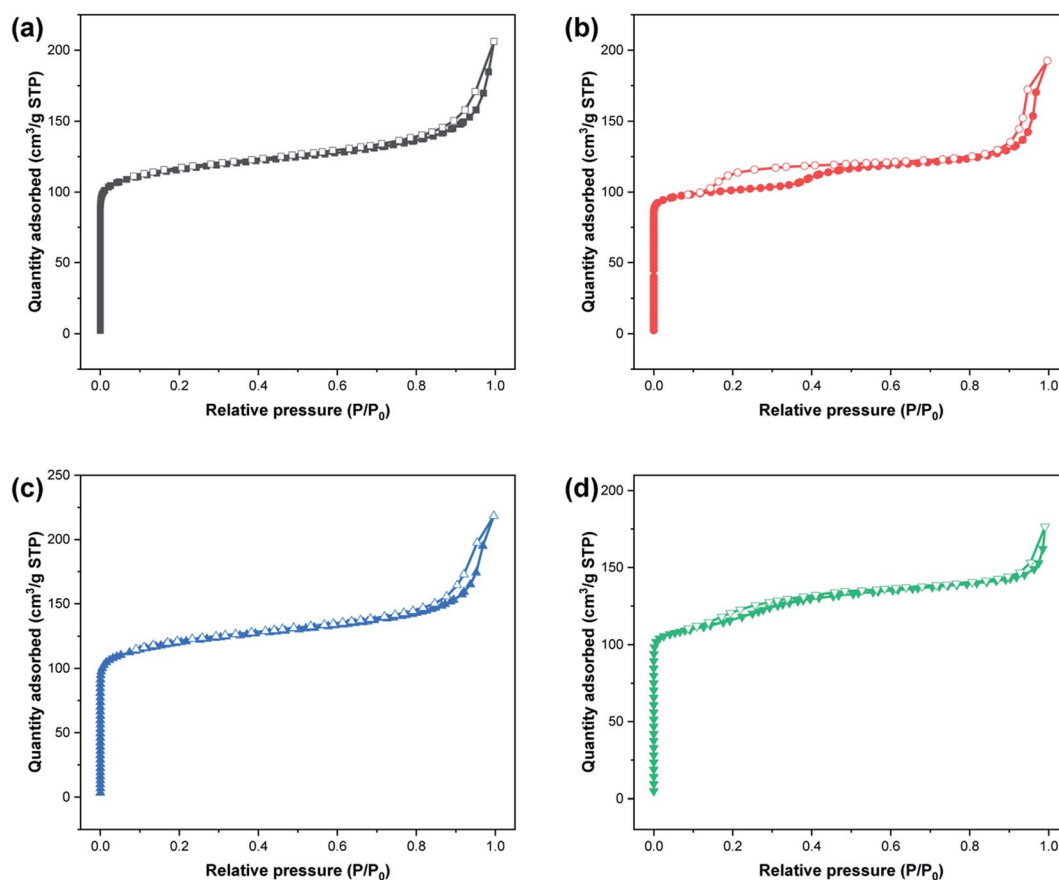 (a)
200
150
100
50
0
Quantity adsorbed (cm³/g STP)
0.0 0.2 0.4 0.6 0.8 1.0
Relative pressure (P/P₀)
(b)
200
150
100
50
0
Quantity adsorbed (cm³/g STP)
0.0 0.2 0.4 0.6 0.8 1.0
Relative pressure (P/P₀)
(c)
250
200
150
100
50
0
Quantity adsorbed (cm³/g STP)
0.0 0.2 0.4 0.6 0.8 1.0
Relative pressure (P/P₀)
(d)
200
150
100
50
0
Quantity adsorbed (cm³/g STP)
0.0 0.2 0.4 0.6 0.8 1.0
Relative pressure (P/P₀)